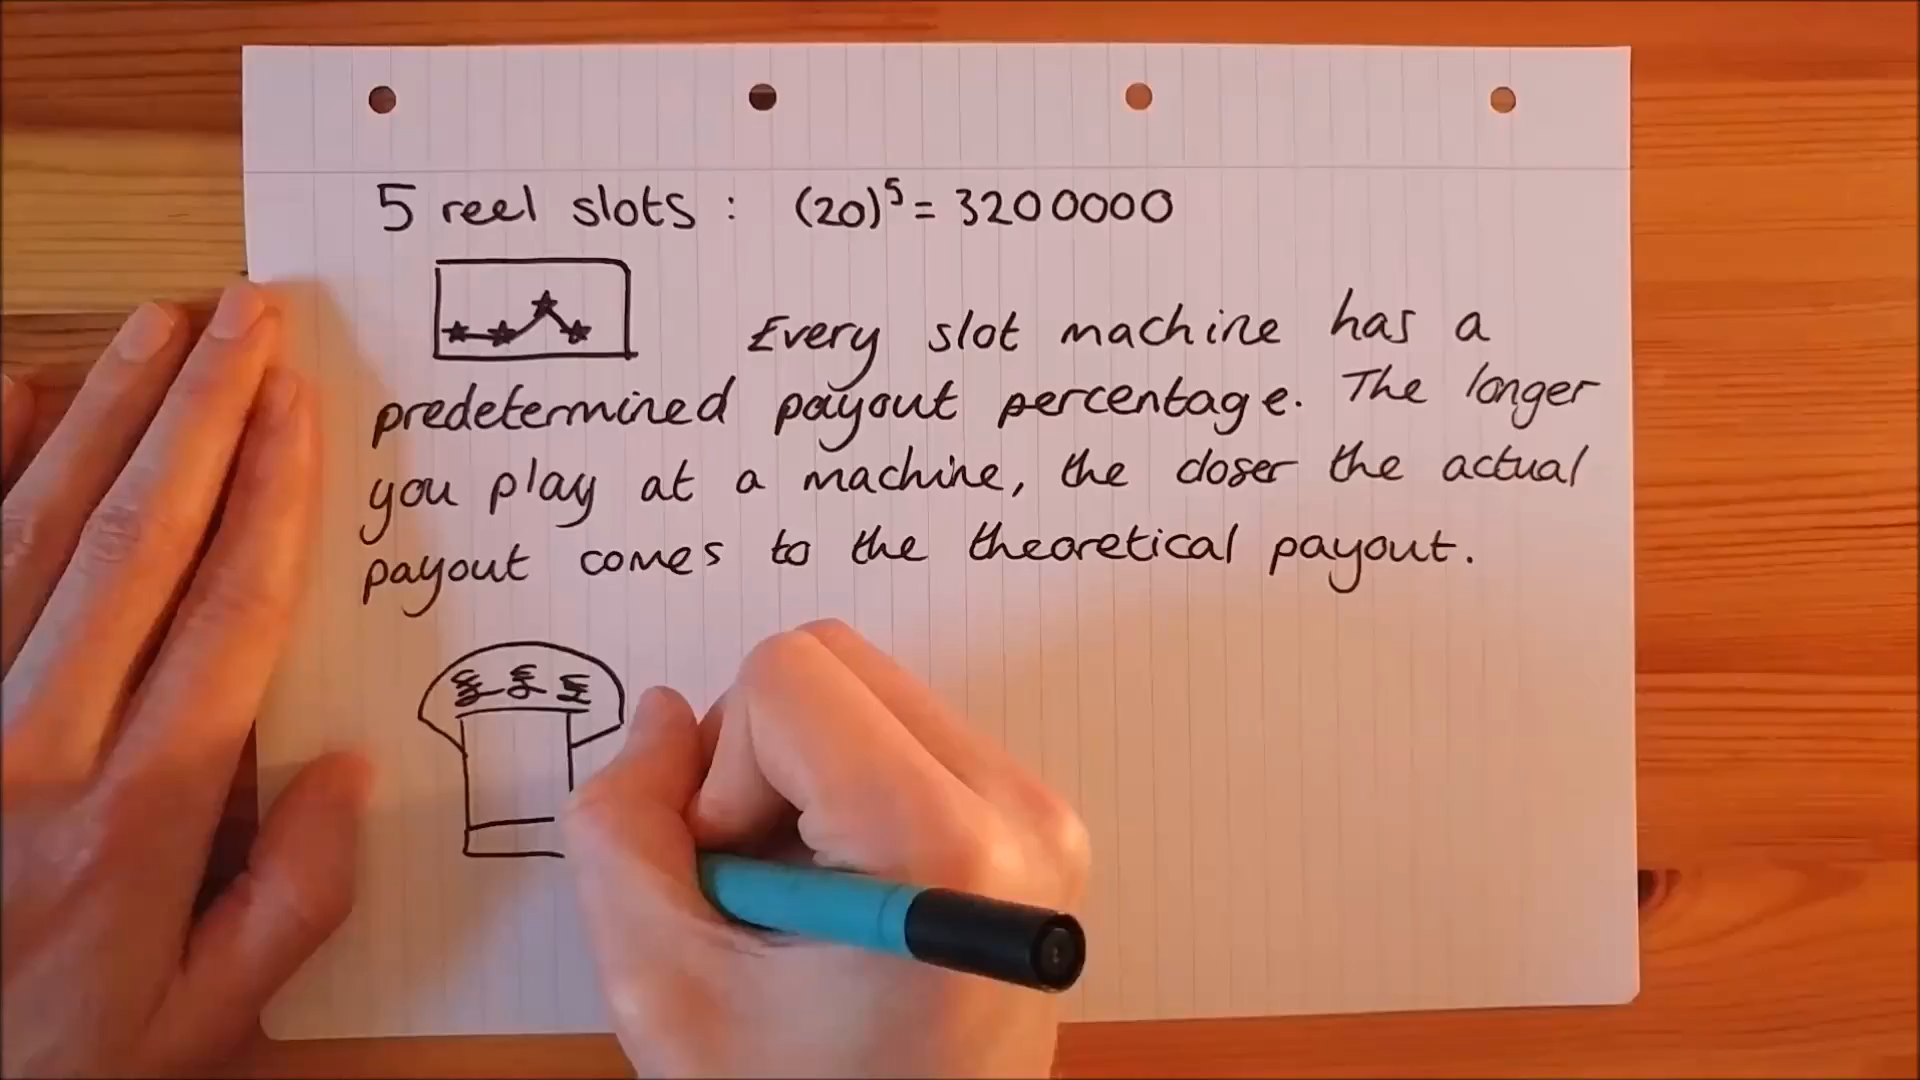 5 reel slots : (20)⁵ = 3200000
Every slot machine has a
predetermined payout percentage. The longer
you play at a machine, the closer the actual
payout comes to the theoretical payout.
£ £ £